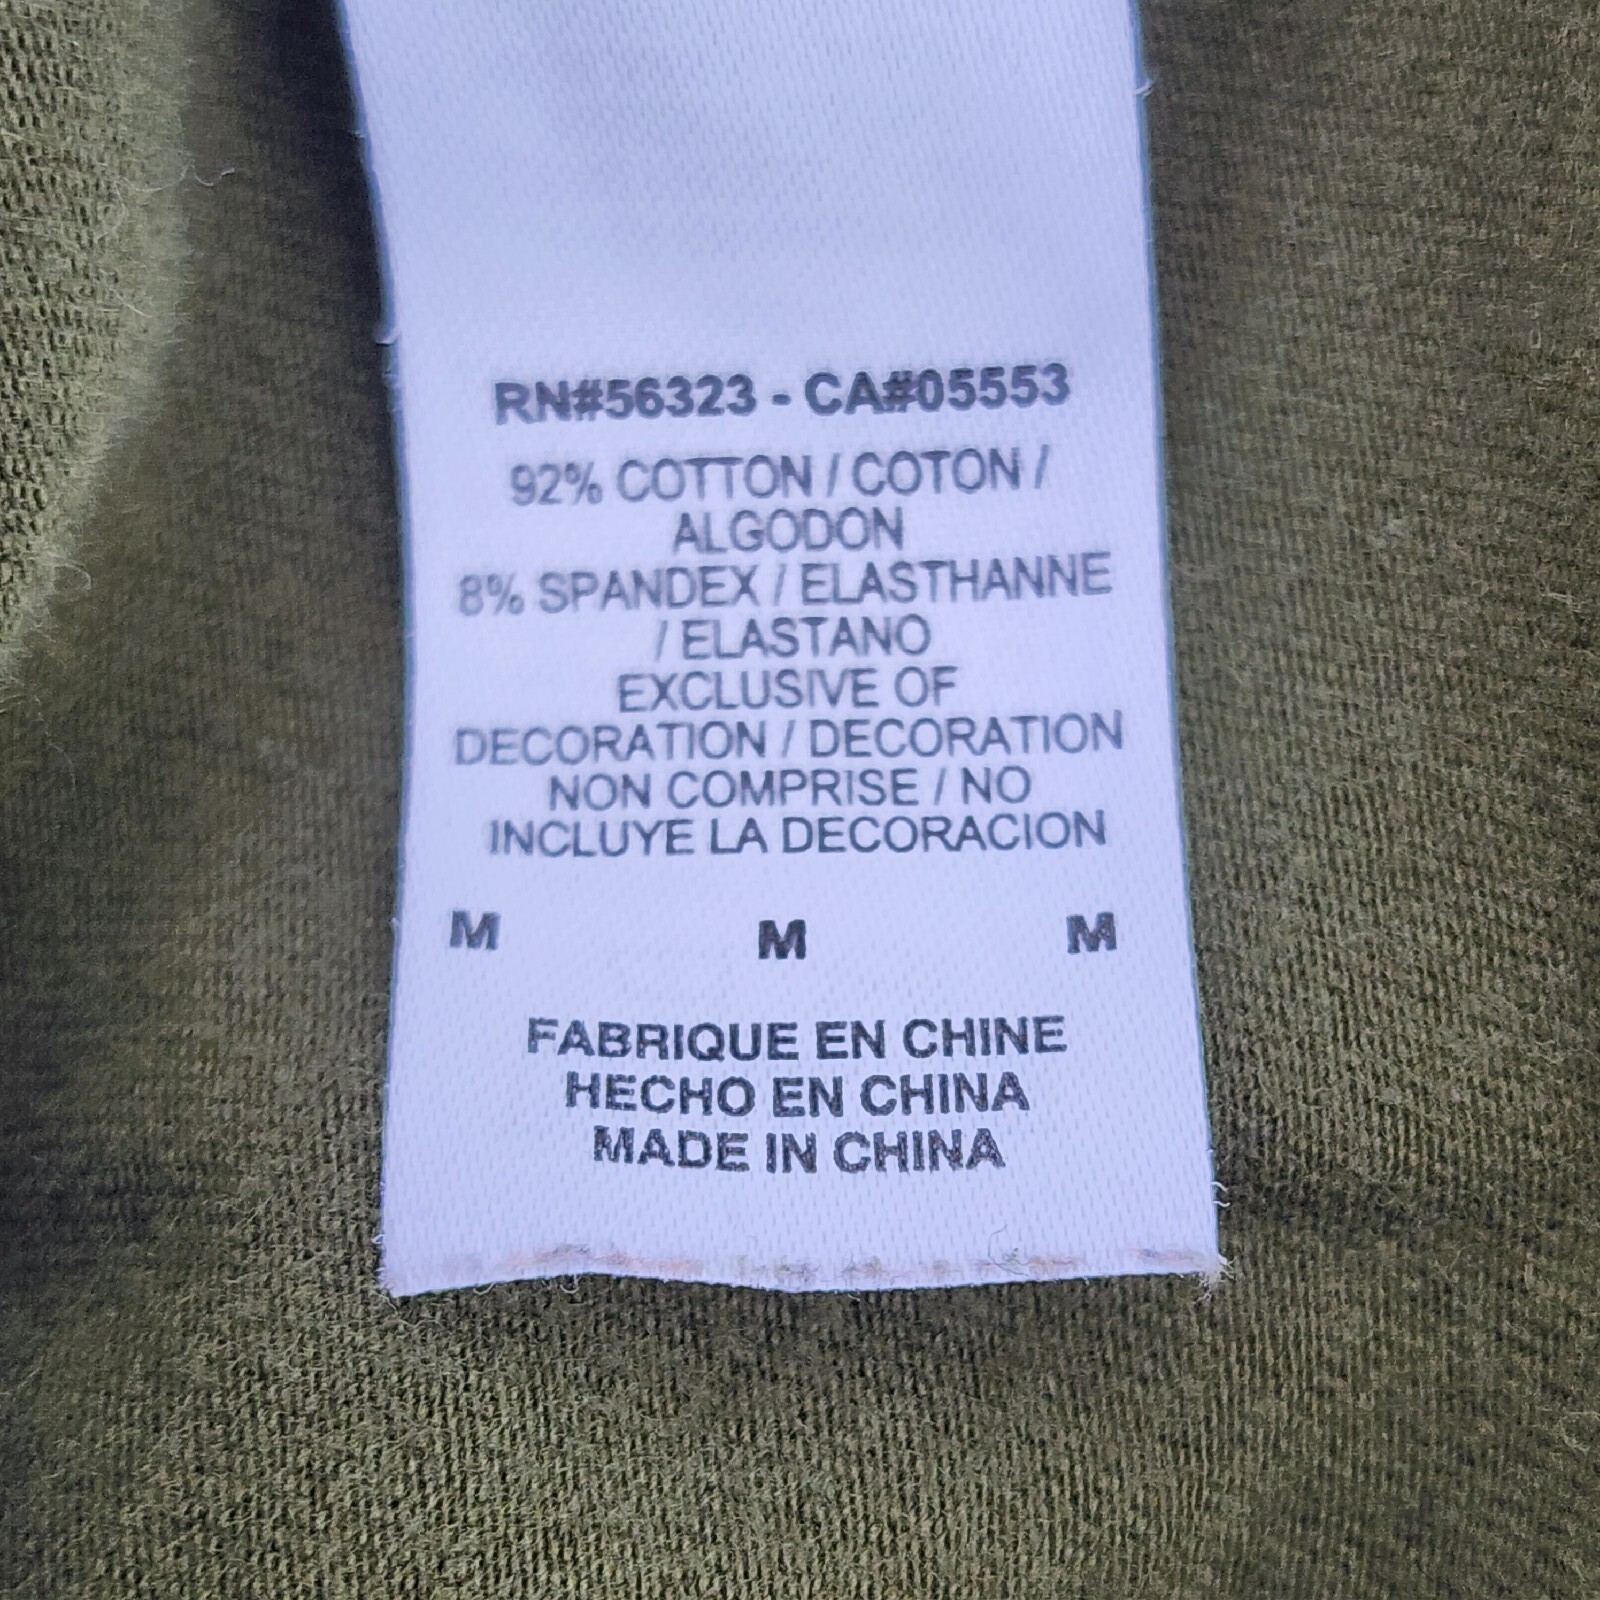 RN#56323 - CA#05553
92% COTTON / COTON /
ALGODON
8% SPANDEX / ELASTHANNE
/ ELASTANO
EXCLUSIVE OF
DECORATION / DECORATION
NON COMPRISE / NO
INCLUYE LA DECORACION
M M M
FABRIQUE EN CHINE
HECHO EN CHINA
MADE IN CHINA